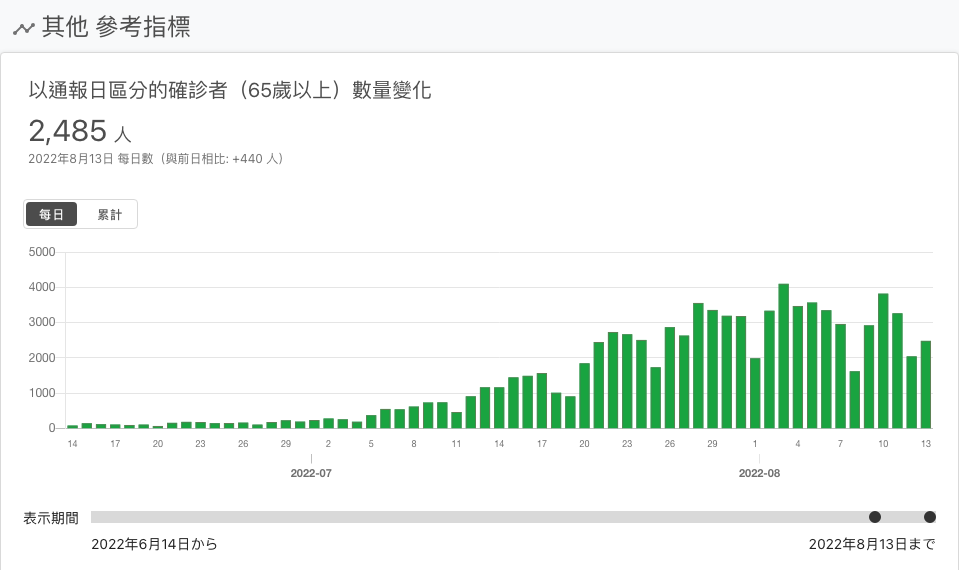 其他 參考指標
以通報日區分的確診者（65歲以上）數量變化
2,485 人
2022年8月13日 每日數（與前日相比: +440 人）
每日 累計
5000
4000
3000
2000
1000
0
14 17 20 23 26 29 2 5 8 11 14 17 20 23 26 29 1 4 7 10 13
2022-07 2022-08
表示期間
2022年6月14日から 2022年8月13日まで